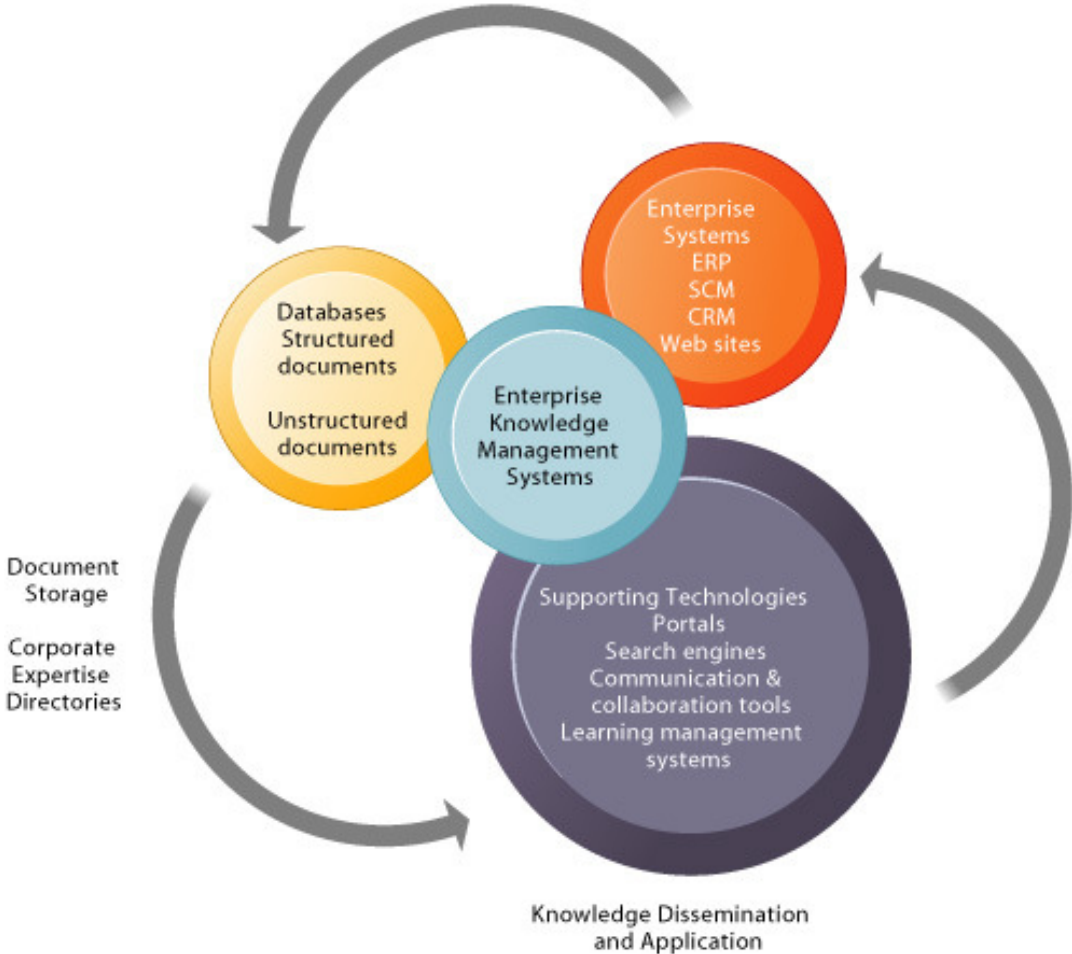 Enterprise
Systems
ERP
SCM
CRM
Web sites
Databases
Structured
documents
Unstructured
documents
Enterprise
Knowledge
Management
Systems
Document
Storage
Corporate
Expertise
Directories
Supporting Technologies
Portals
Search engines
Communication &
collaboration tools
Learning management
systems
Knowledge Dissemination
and Application